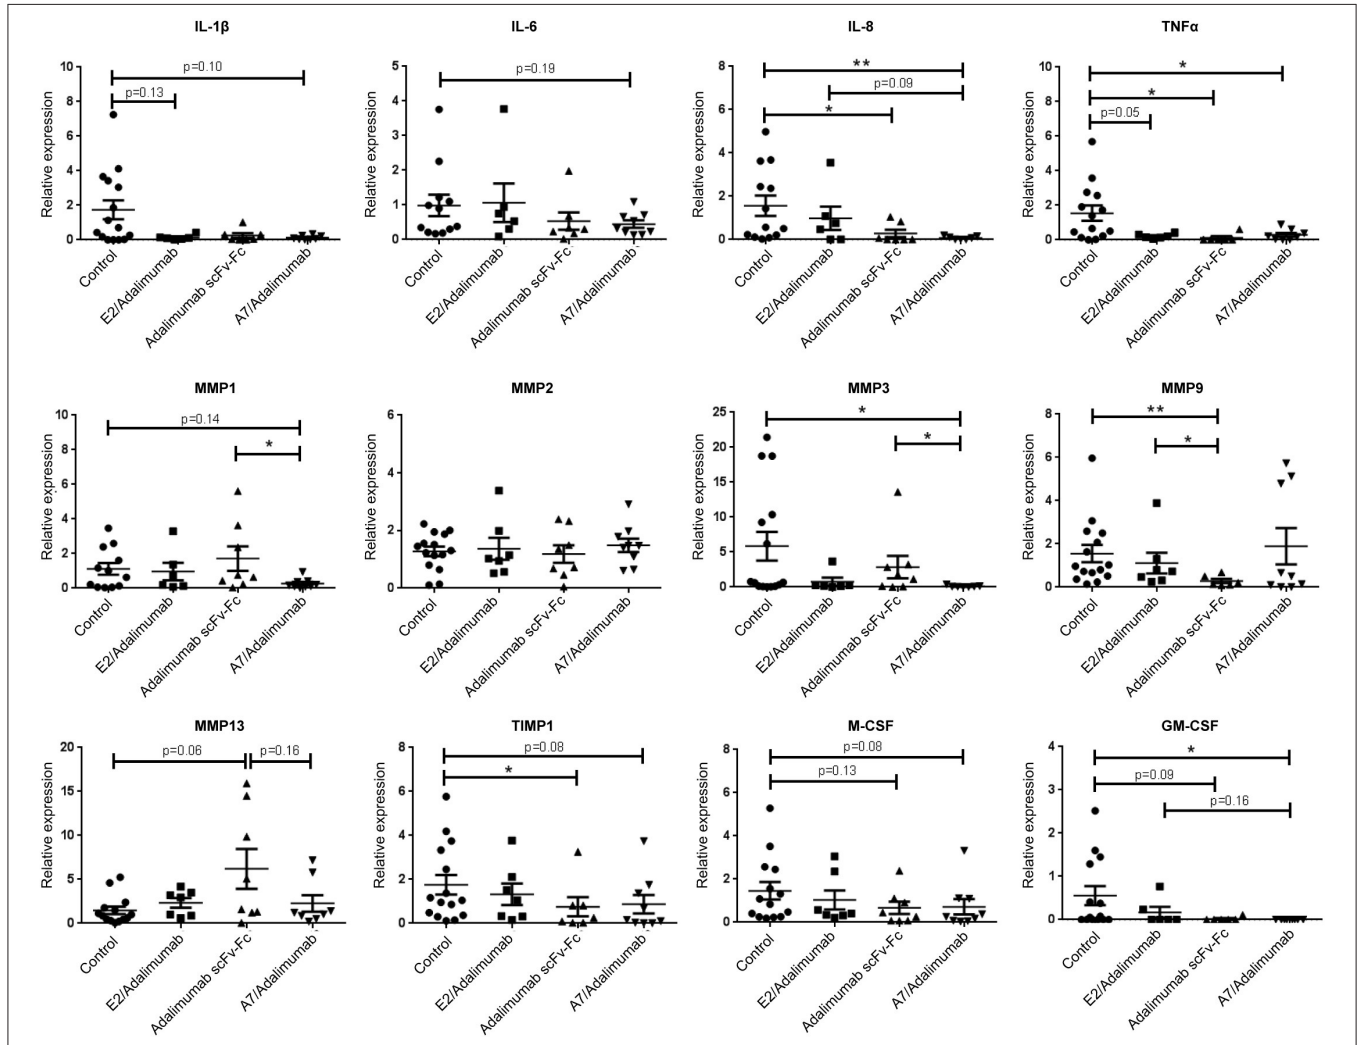 IL-1β
IL-6
IL-8
TNFα
Relative expression
10
8
6
4
2
0
p=0.10
p=0.13
Control
E2/Adalimumab
Adalimumab scFv-Fc
A7/Adalimumab
Relative expression
5
4
3
2
1
0
p=0.19
Control
E2/Adalimumab
Adalimumab scFv-Fc
A7/Adalimumab
Relative expression
8
6
4
2
0
**
p=0.09
*
Control
E2/Adalimumab
Adalimumab scFv-Fc
A7/Adalimumab
Relative expression
10
8
6
4
2
0
*
*
p=0.05
Control
E2/Adalimumab
Adalimumab scFv-Fc
A7/Adalimumab
MMP1
MMP2
MMP3
MMP9
Relative expression
10
8
6
4
2
0
p=0.14
*
Control
E2/Adalimumab
Adalimumab scFv-Fc
A7/Adalimumab
Relative expression
6
4
2
0
Control
E2/Adalimumab
Adalimumab scFv-Fc
A7/Adalimumab
Relative expression
25
20
15
10
5
0
*
*
Control
E2/Adalimumab
Adalimumab scFv-Fc
A7/Adalimumab
Relative expression
8
6
4
2
0
**
*
Control
E2/Adalimumab
Adalimumab scFv-Fc
A7/Adalimumab
MMP13
TIMP1
M-CSF
GM-CSF
Relative expression
20
15
10
5
0
p=0.06
p=0.16
Control
E2/Adalimumab
Adalimumab scFv-Fc
A7/Adalimumab
Relative expression
8
6
4
2
0
p=0.08
*
Control
E2/Adalimumab
Adalimumab scFv-Fc
A7/Adalimumab
Relative expression
8
6
4
2
0
p=0.08
p=0.13
Control
E2/Adalimumab
Adalimumab scFv-Fc
A7/Adalimumab
Relative expression
4
3
2
1
0
*
p=0.09
p=0.16
Control
E2/Adalimumab
Adalimumab scFv-Fc
A7/Adalimumab